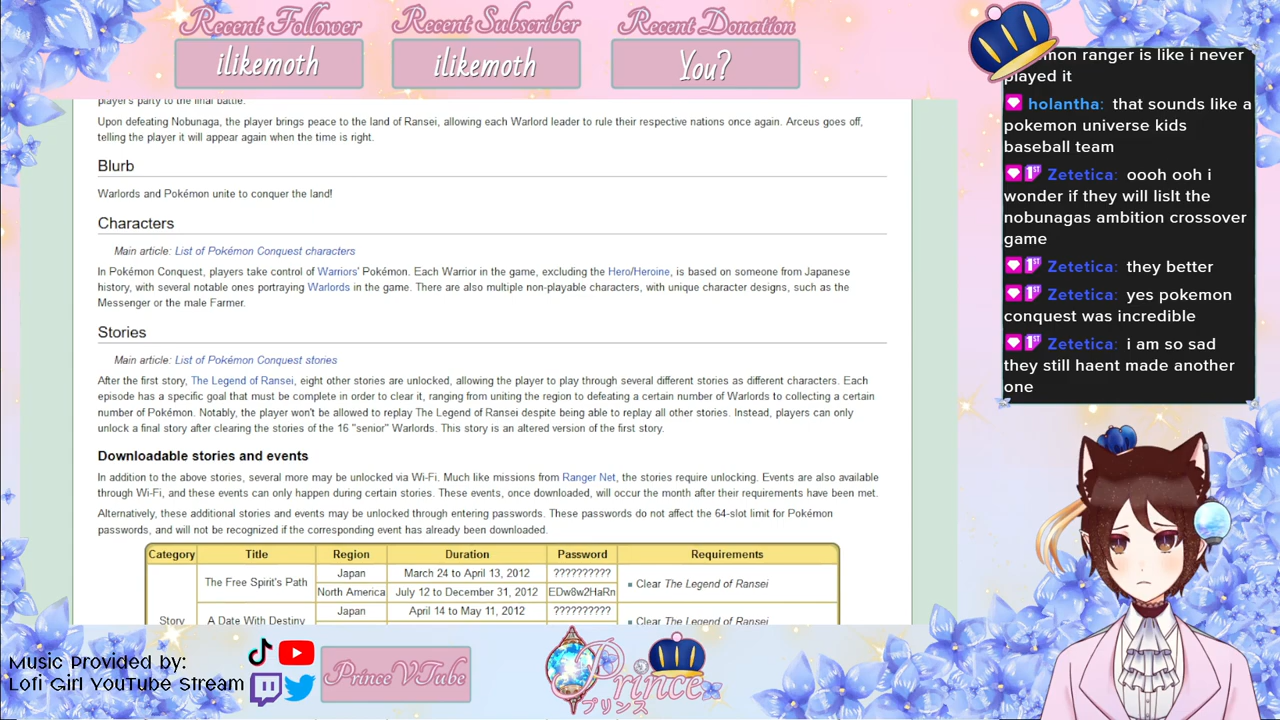 Recent Follower
ilikemoth
Recent Subscriber
ilikemoth
Recent Donation
You?
player's party to the final battle.
Upon defeating Nobunaga, the player brings peace to the land of Ransei, allowing each Warlord leader to rule their respective nations once again. Arceus goes off,
telling the player it will appear again when the time is right.
Blurb
Warlords and Pokémon unite to conquer the land!
Characters
Main article: List of Pokémon Conquest characters
In Pokémon Conquest, players take control of Warriors' Pokémon. Each Warrior in the game, excluding the Hero/Heroine, is based on someone from Japanese
history, with several notable ones portraying Warlords in the game. There are also multiple non-playable characters, with unique character designs, such as the
Messenger or the male Farmer.
Stories
Main article: List of Pokémon Conquest stories
After the first story, The Legend of Ransei, eight other stories are unlocked, allowing the player to play through several different stories as different characters. Each
episode has a specific goal that must be complete in order to clear it, ranging from uniting the region to defeating a certain number of Warlords to collecting a certain
number of Pokémon. Notably, the player won't be allowed to replay The Legend of Ransei despite being able to replay all other stories. Instead, players can only
unlock a final story after clearing the stories of the 16 "senior" Warlords. This story is an altered version of the first story.
Downloadable stories and events
In addition to the above stories, several more may be unlocked via Wi-Fi. Much like missions from Ranger Net, the stories require unlocking. Events are also available
through Wi-Fi, and these events can only happen during certain stories. These events, once downloaded, will occur the month after their requirements have been met.
Alternatively, these additional stories and events may be unlocked through entering passwords. These passwords do not affect the 64-slot limit for Pokémon
passwords, and will not be recognized if the corresponding event has already been downloaded.
Category Title Region Duration Password Requirements
The Free Spirit's Path Japan March 24 to April 13, 2012 ?????????? Clear The Legend of Ransei
North America July 12 to December 31, 2012 EDw8w2HaRn
Story A Date With Destiny Japan April 14 to May 11, 2012 ?????????? Clear The Legend of Ransei
ranger is like i never
played it
holantha: that sounds like a
pokemon universe kids
baseball team
Zetetica: oooh ooh i
wonder if they will lislt the
nobunagas ambition crossover
game
Zetetica: they better
Zetetica: yes pokemon
conquest was incredible
Zetetica: i am so sad
they still haent made another
one
Music Provided by:
Lofi Girl YouTube Stream
Prince VTube
Prince
プリンス